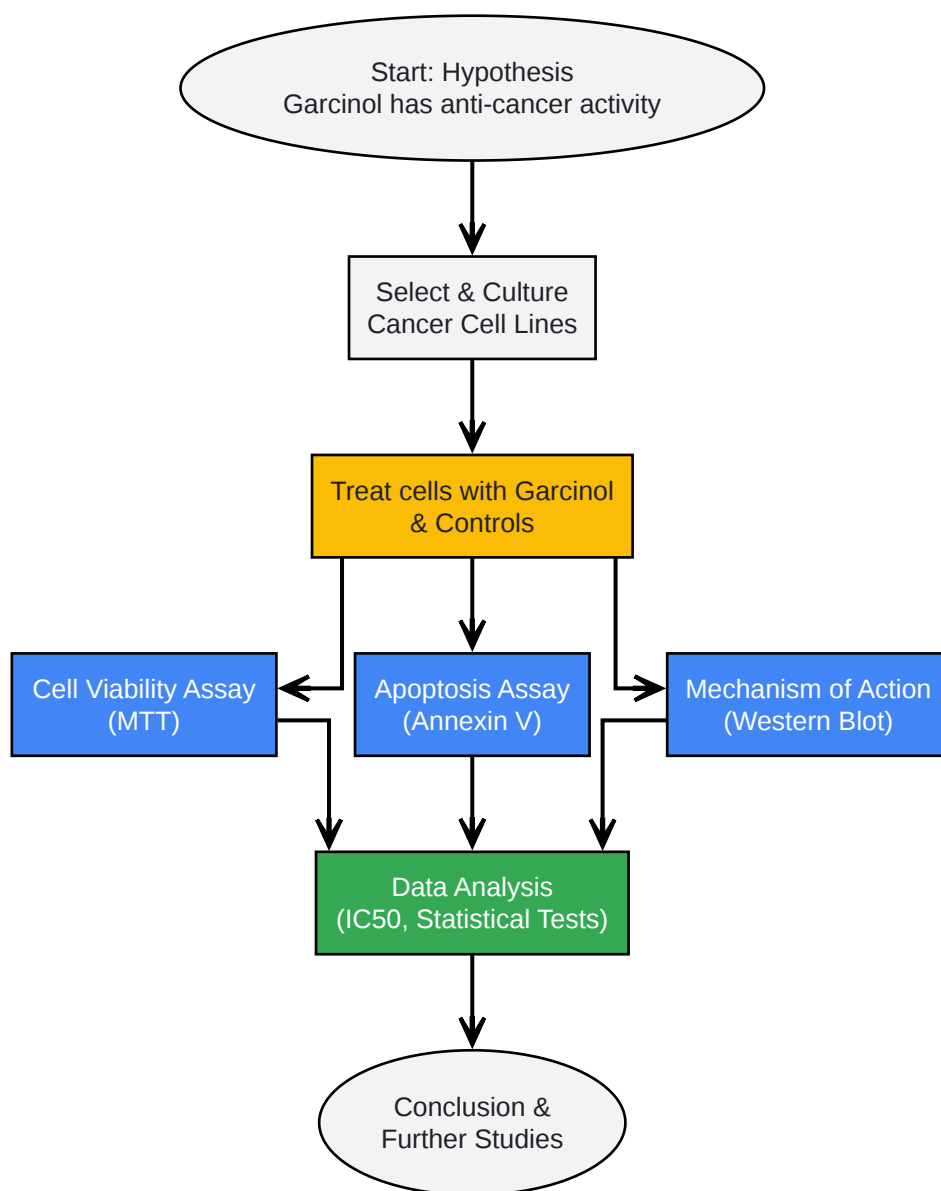 Start: Hypothesis
Garcinol has anti-cancer activity
Select & Culture
Cancer Cell Lines
Treat cells with Garcinol
& Controls
Cell Viability Assay
(MTT)
Apoptosis Assay
(Annexin V)
Mechanism of Action
(Western Blot)
Data Analysis
(IC50, Statistical Tests)
Conclusion &
Further Studies